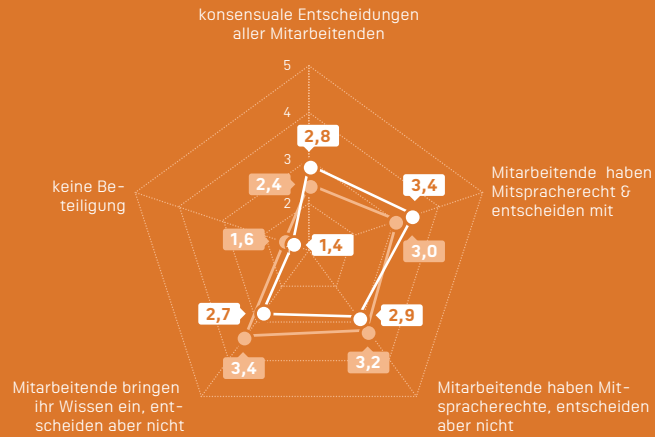 konsensuale Entscheidungen
aller Mitarbeitenden
5
4
3
2
2,8
2,4
3,4
3,0
Mitarbeitende haben
Mitspracherecht &
entscheiden mit
keine Be-
teiligung
1,6
1,4
2,7
2,9
3,4
3,2
Mitarbeitende bringen
ihr Wissen ein, ent-
scheiden aber nicht
Mitarbeitende haben Mit-
spracherechte, entscheiden
aber nicht